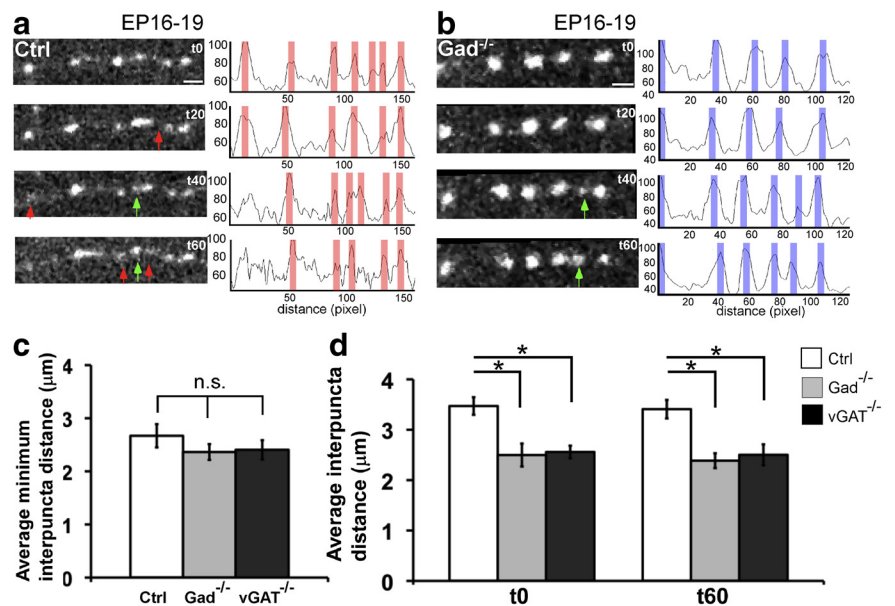 a EP16-19
Ctrl
t0
t20
t40
t60
100
80
60
50 100 150
100
80
60
50 100 150
100
80
60
50 100 150
100
80
60
50 100 150
distance (pixel)
b EP16-19
Gad-/-
t0
t20
t40
t60
100
80
60
40
20 40 60 80 100 120
100
80
60
40
20 40 60 80 100 120
100
80
60
40
20 40 60 80 100 120
100
80
60
40
20 40 60 80 100 120
distance (pixel)
c
Average minimum
interpuncta distance (μm)
4
3
2
1
0
n.s.
Ctrl Gad-/- vGAT-/-
d
Average interpuncta
distance (μm)
4
3
2
1
0
*
*
*
*
t0 t60
Ctrl
Gad-/-
vGAT-/-